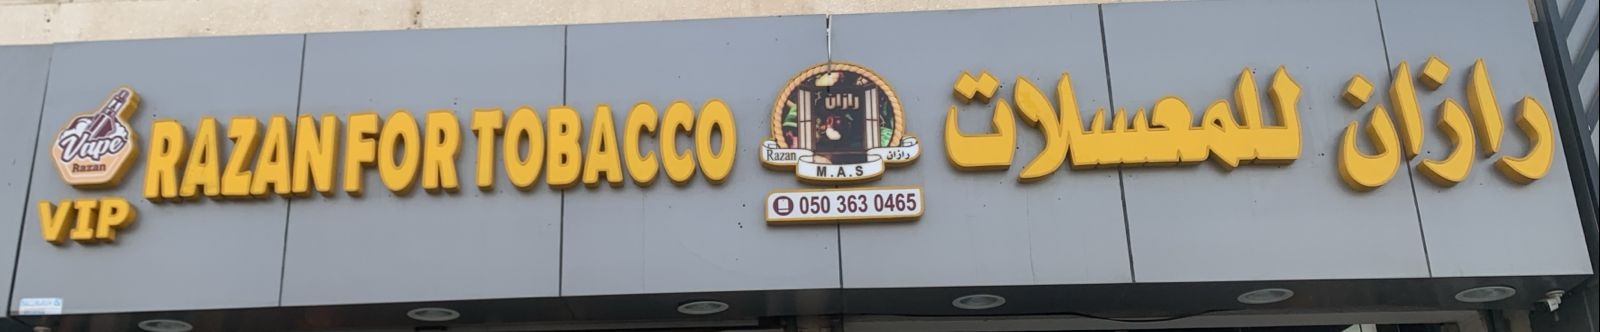 رازان للمعسلات
RAZAN FOR TOBACCO
VIP
Vape
Razan
رازان
Razan
رازان
M.A.S
050 363 0465